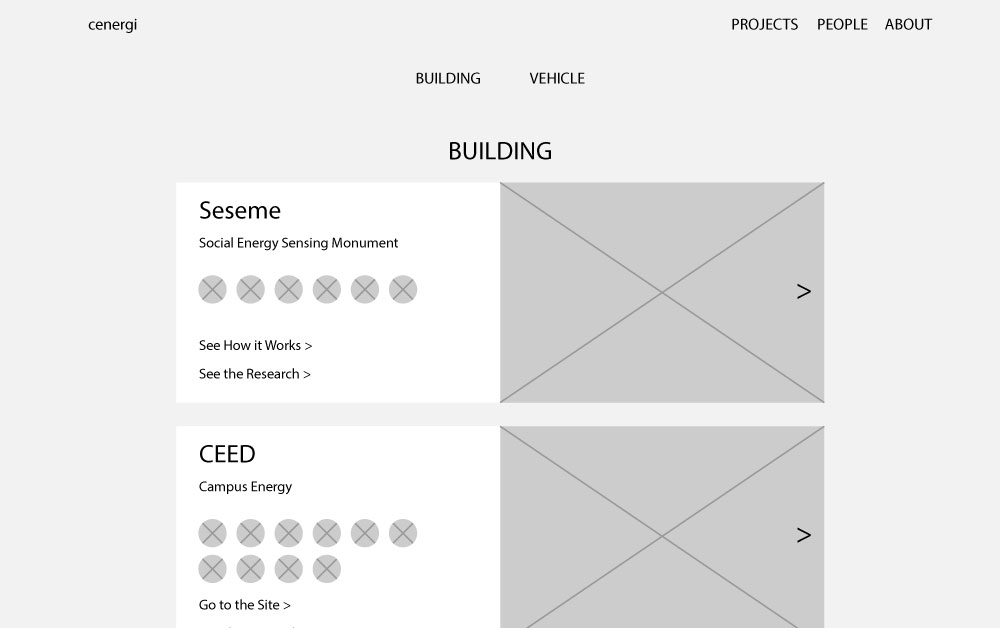 cenergi
PROJECTS PEOPLE ABOUT
BUILDING VEHICLE
BUILDING
Seseme
Social Energy Sensing Monument
See How it Works >
See the Research >
>
CEED
Campus Energy
Go to the Site >
>